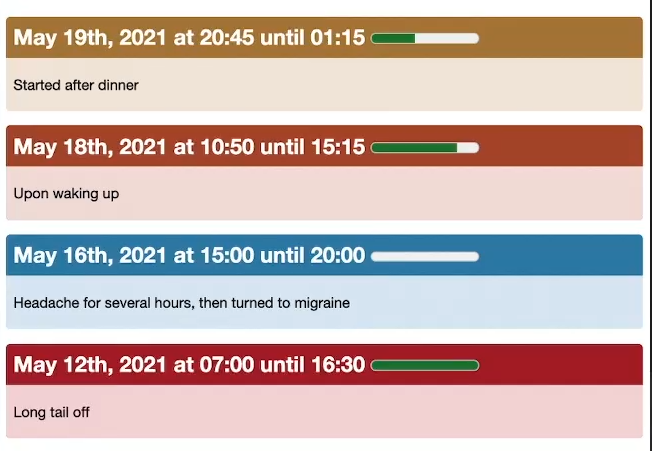 May 19th, 2021 at 20:45 until 01:15
Started after dinner
May 18th, 2021 at 10:50 until 15:15
Upon waking up
May 16th, 2021 at 15:00 until 20:00
Headache for several hours, then turned to migraine
May 12th, 2021 at 07:00 until 16:30
Long tail off